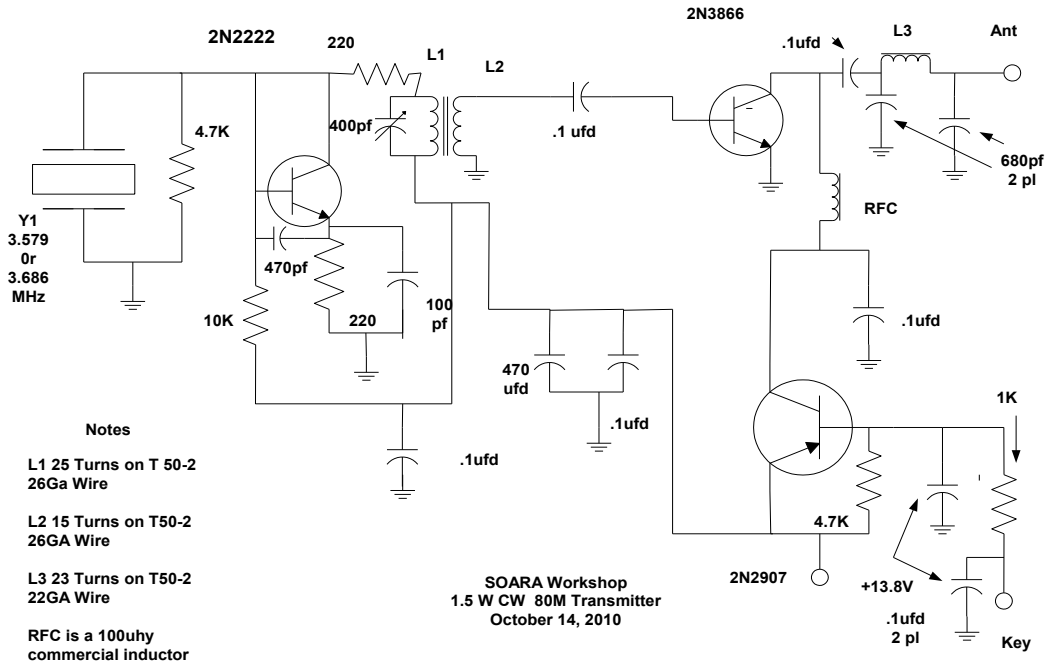 2N3866
2N2222
220
L1
L2
.1ufd
L3
Ant
4.7K
400pf
.1 ufd
680pf
2 pl
Y1
3.579
0r
3.686
MHz
RFC
470pf
100
pf
10K
220
.1ufd
470
ufd
.1ufd
1K
Notes
.1ufd
L1 25 Turns on T 50-2
26Ga Wire
L2 15 Turns on T50-2
26GA Wire
4.7K
L3 23 Turns on T50-2
22GA Wire
SOARA Workshop
1.5 W CW  80M Transmitter
October 14, 2010
2N2907
+13.8V
.1ufd
2 pl
Key
RFC is a 100uhy
commercial inductor